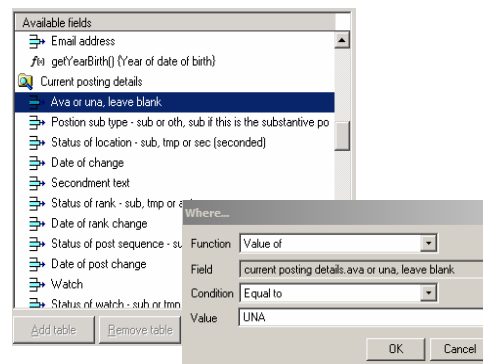 Available fields
Email address
f(x) getYearBirth() {Year of date of birth}
Current posting details
Ava or una, leave blank
Postion sub type - sub or oth, sub if this is the substantive po
Status of location - sub, tmp or sec (seconded)
Date of change
Secondment text
Status of rank - sub, tmp or a
Date of rank change
Status of post sequence - su
Date of post change
Watch
Status of watch - sub or tmp
Add table
Remove table
Where...
Function Value of
Field current posting details.ava or una, leave blank
Condition Equal to
Value UNA
OK Cancel